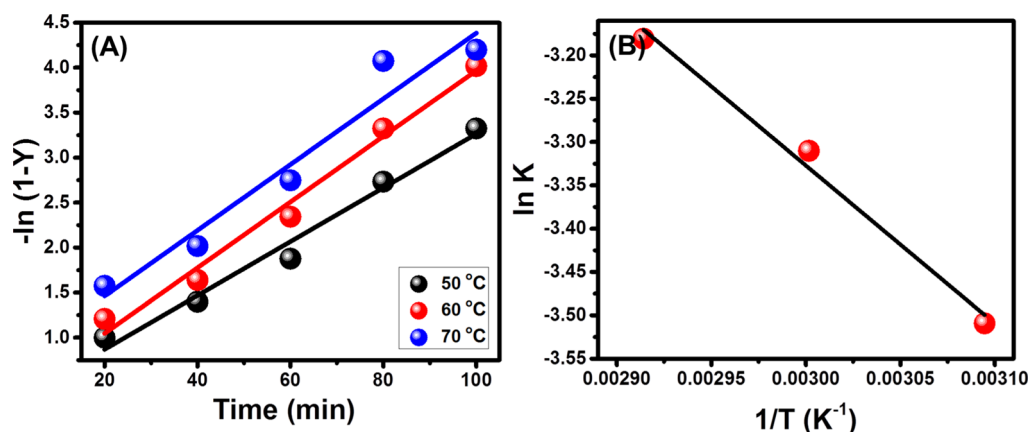 (A)
4.5
4.0
3.5
3.0
2.5
2.0
1.5
1.0
-ln (1-Y)
20 40 60 80 100
Time (min)
50 °C
60 °C
70 °C
(B)
-3.20
-3.25
-3.30
-3.35
-3.40
-3.45
-3.50
-3.55
ln K
0.00290 0.00295 0.00300 0.00305 0.00310
1/T (K⁻¹)